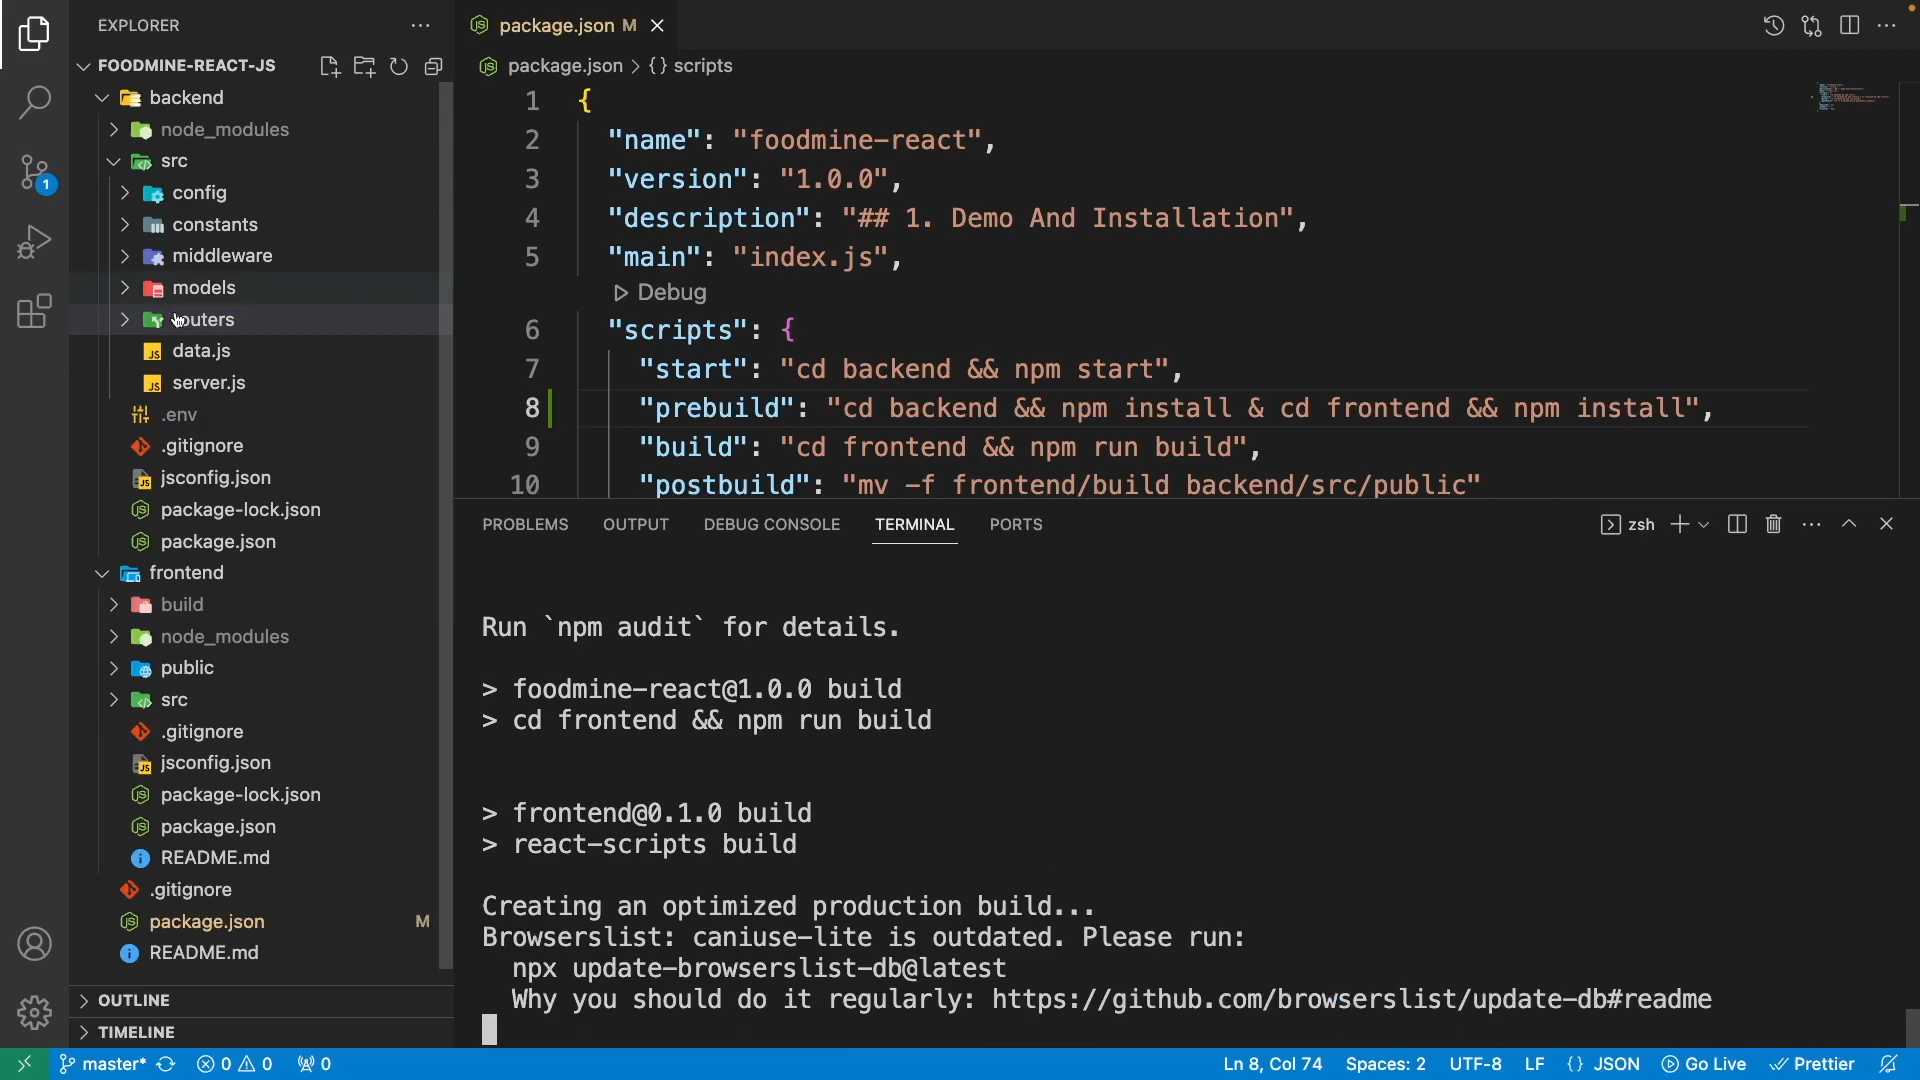 EXPLORER
FOODMINE-REACT-JS
backend
node_modules
src
config
constants
middleware
models
outers
data.js
server.js
.env
.gitignore
jsconfig.json
package-lock.json
package.json
frontend
build
node_modules
public
src
.gitignore
jsconfig.json
package-lock.json
package.json
README.md
.gitignore
package.json M
README.md
OUTLINE
TIMELINE
1
package.json M
package.json > {} scripts
1 {
2 "name": "foodmine-react",
3 "version": "1.0.0",
4 "description": "## 1. Demo And Installation",
5 "main": "index.js",
Debug
6 "scripts": {
7 "start": "cd backend && npm start",
8 "prebuild": "cd backend && npm install & cd frontend && npm install",
9 "build": "cd frontend && npm run build",
10 "postbuild": "mv -f frontend/build backend/src/public"
PROBLEMS OUTPUT DEBUG CONSOLE TERMINAL PORTS zsh
Run `npm audit` for details.
> foodmine-react@1.0.0 build
> cd frontend && npm run build
> frontend@0.1.0 build
> react-scripts build
Creating an optimized production build...
Browserslist: caniuse-lite is outdated. Please run:
npx update-browserslist-db@latest
Why you should do it regularly: https://github.com/browserslist/update-db#readme
master* 0 0 0 Ln 8, Col 74 Spaces: 2 UTF-8 LF {} JSON Go Live Prettier